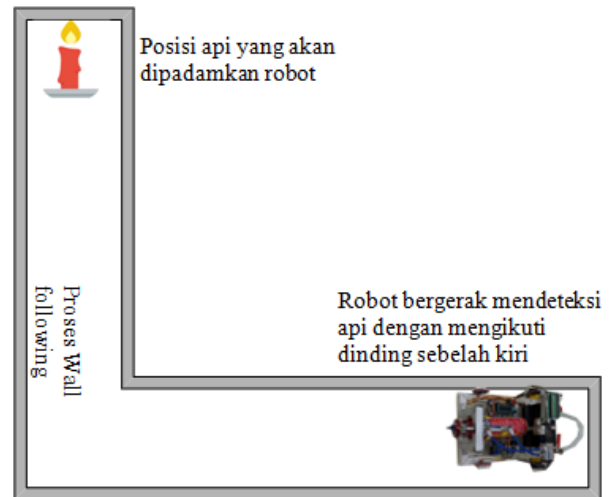 Posisi api yang akan
dipadamkan robot
Robot bergerak mendeteksi
api dengan mengikuti
dinding sebelah kiri
Proses Wall
following